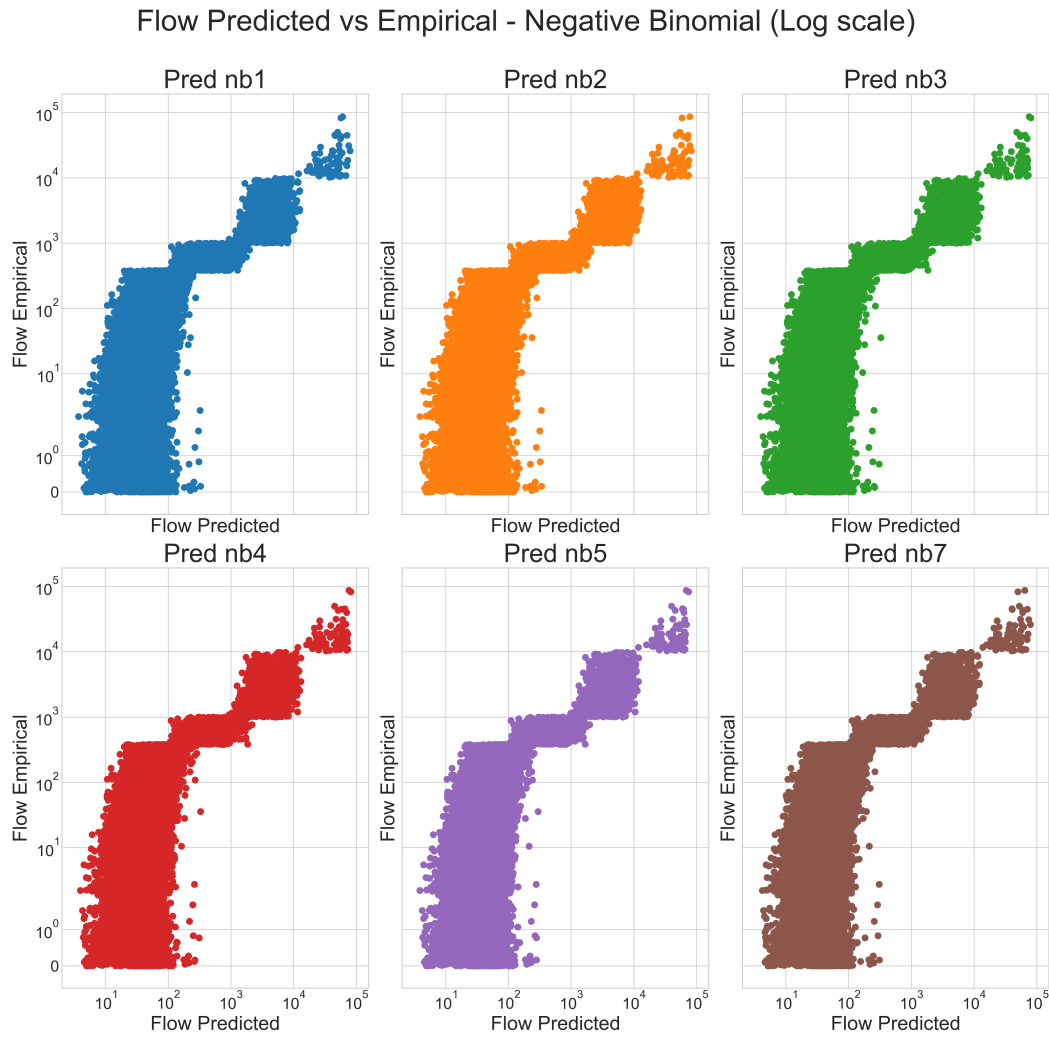 Flow Predicted vs Empirical - Negative Binomial (Log scale)
Pred nb1 Pred nb2 Pred nb3
10^5
10^4
10^3
10^2
10^1
10^0
0
Flow Empirical Flow Empirical Flow Empirical
Flow Predicted Flow Predicted Flow Predicted
Pred nb4 Pred nb5 Pred nb7
10^5
10^4
10^3
10^2
10^1
10^0
0
Flow Empirical Flow Empirical Flow Empirical
10^1 10^2 10^3 10^4 10^5 10^1 10^2 10^3 10^4 10^5 10^1 10^2 10^3 10^4 10^5
Flow Predicted Flow Predicted Flow Predicted